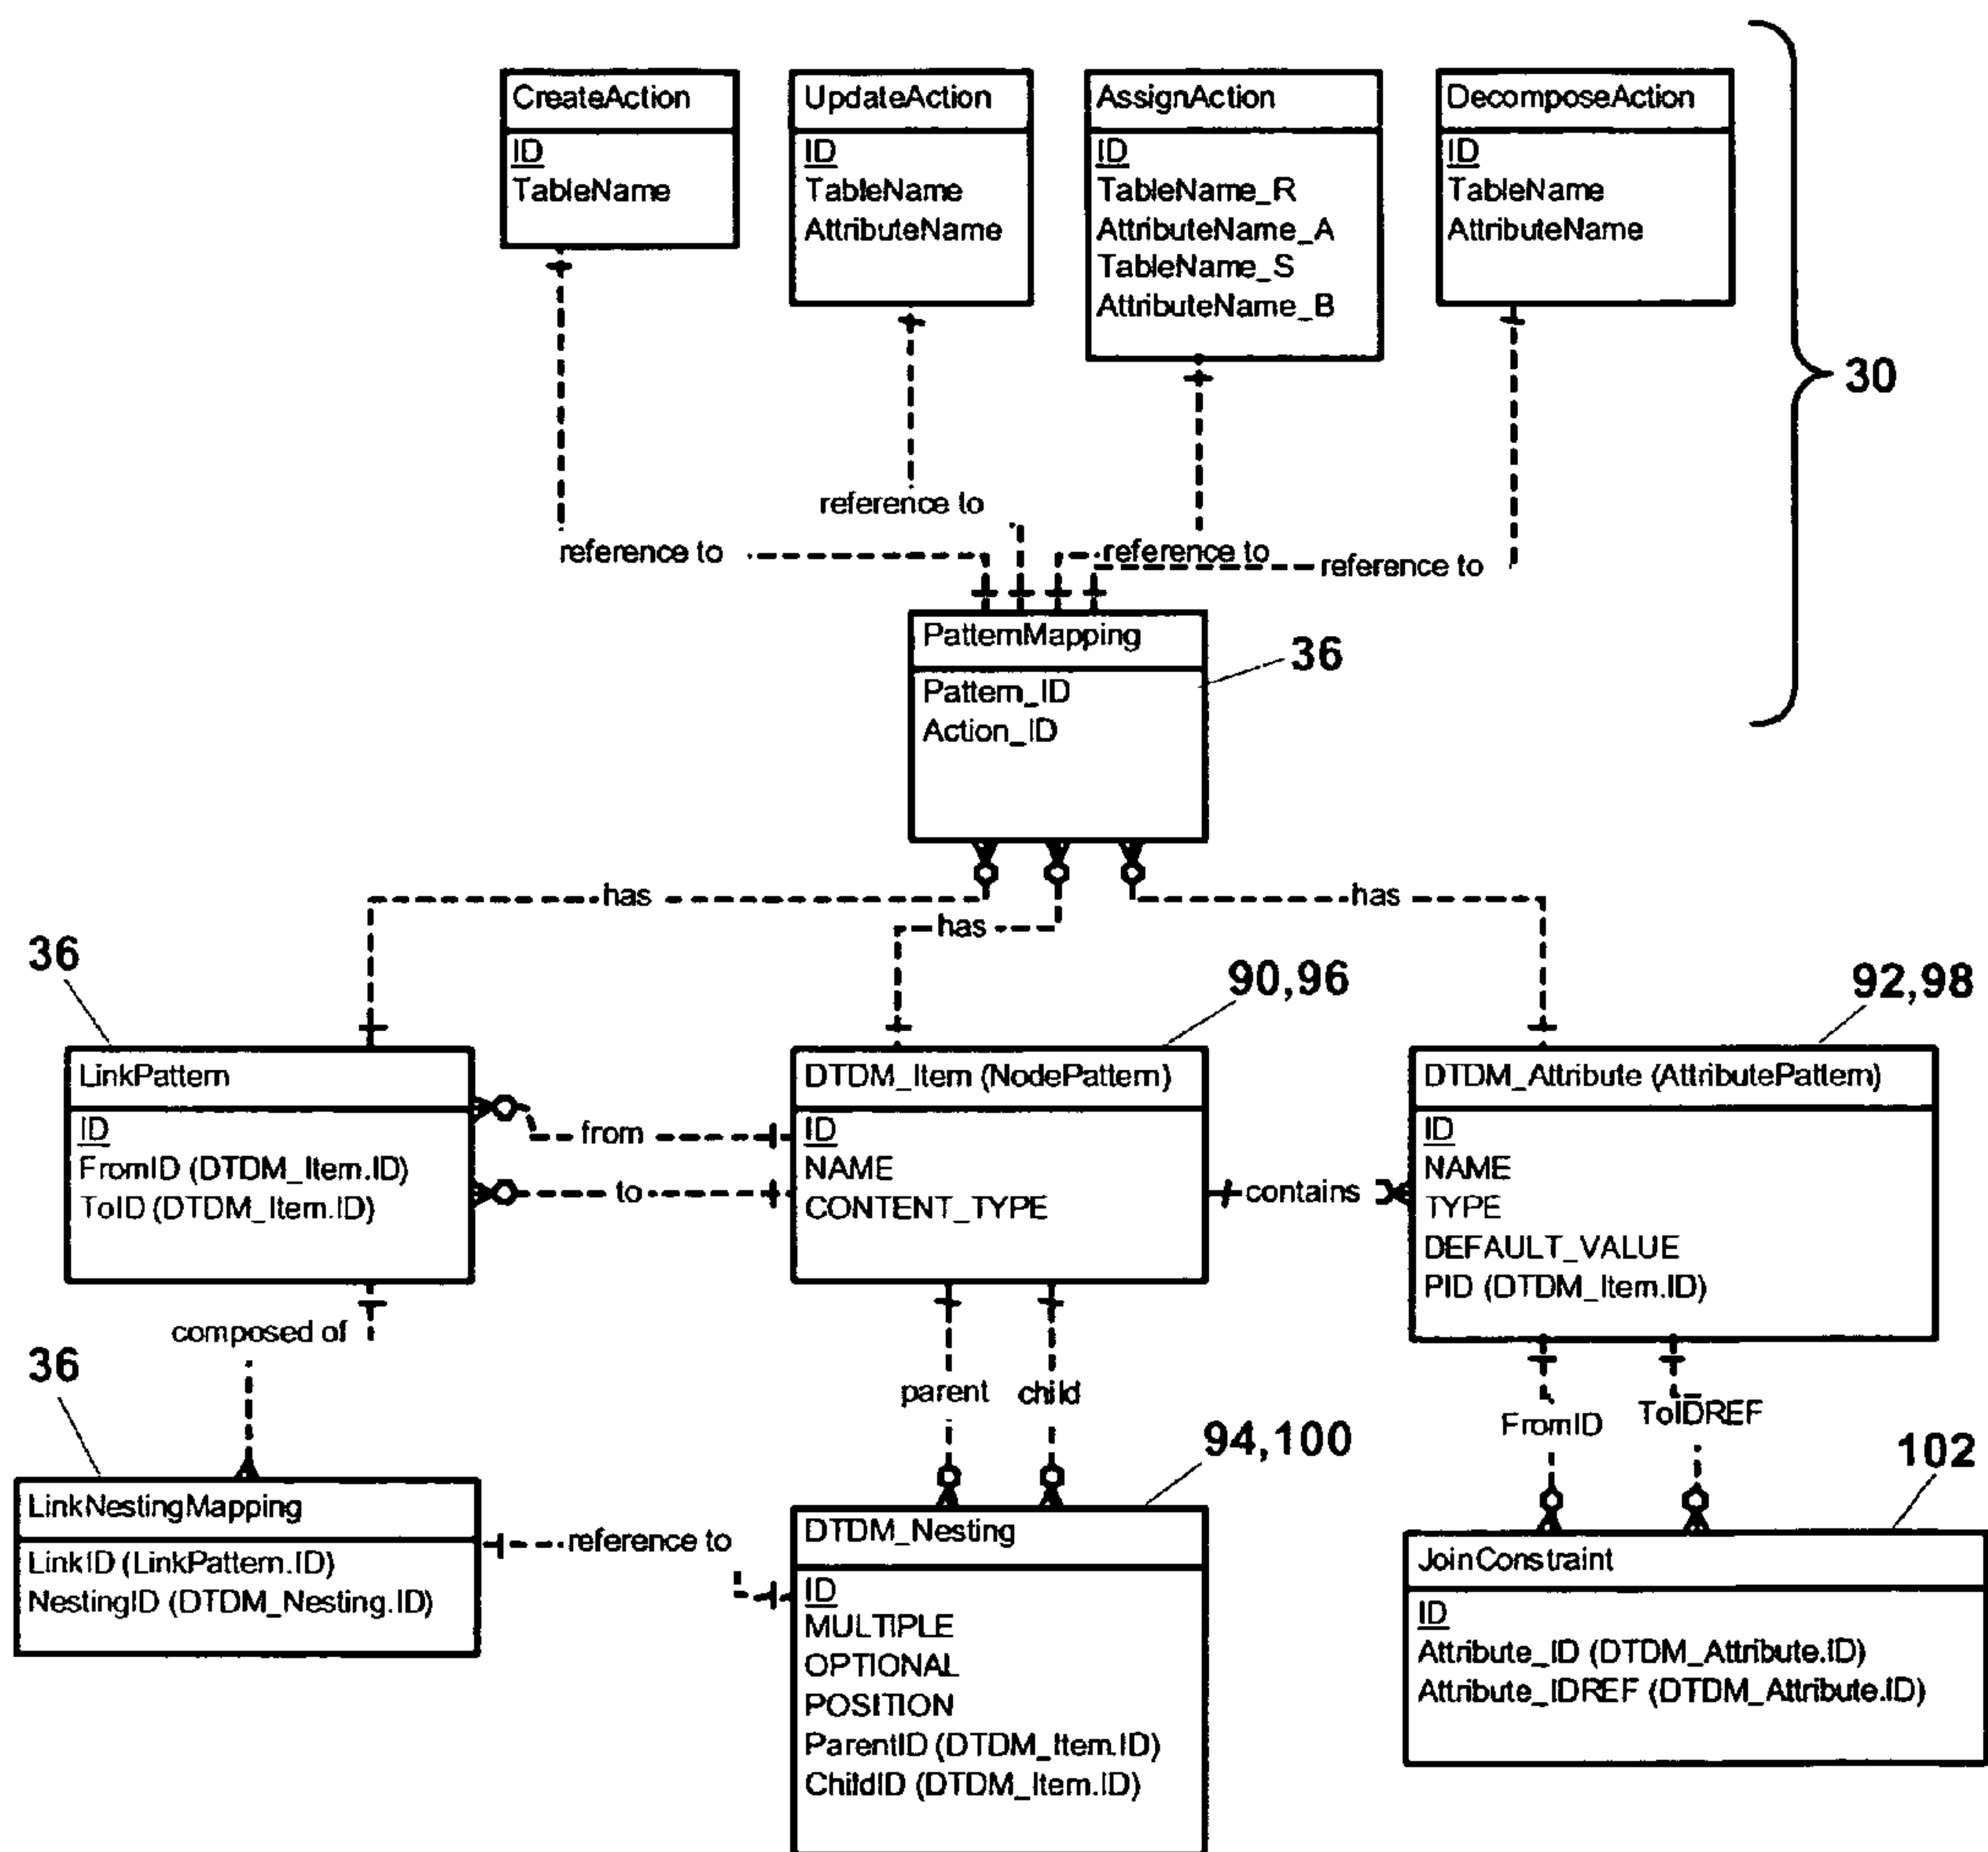 CreateAction
ID
TableName
UpdateAction
ID
TableName
AttributeName
AssignAction
ID
TableName_R
AttributeName_A
TableName_S
AttributeName_B
DecomposeAction
ID
TableName
AttributeName
30
reference to
reference to
reference to
reference to
PatternMapping
Pattern_ID
Action_ID
36
has
has
has
36
90,96
92,98
LinkPattern
ID
FromID (DTDM_Item.ID)
ToID (DTDM_Item.ID)
from
to
DTDM_Item (NodePattern)
ID
NAME
CONTENT_TYPE
contains
DTDM_Attribute (AttributePattern)
ID
NAME
TYPE
DEFAULT_VALUE
PID (DTDM_Item.ID)
composed of
36
parent
child
FromID
ToIDREF
94,100
102
LinkNestingMapping
LinkID (LinkPattern.ID)
NestingID (DTDM_Nesting.ID)
reference to
DTDM_Nesting
ID
MULTIPLE
OPTIONAL
POSITION
ParentID (DTDM_Item.ID)
ChildID (DTDM_Item.ID)
JoinConstraint
ID
Attribute_ID (DTDM_Attribute.ID)
Attribute_IDREF (DTDM_Attribute.ID)